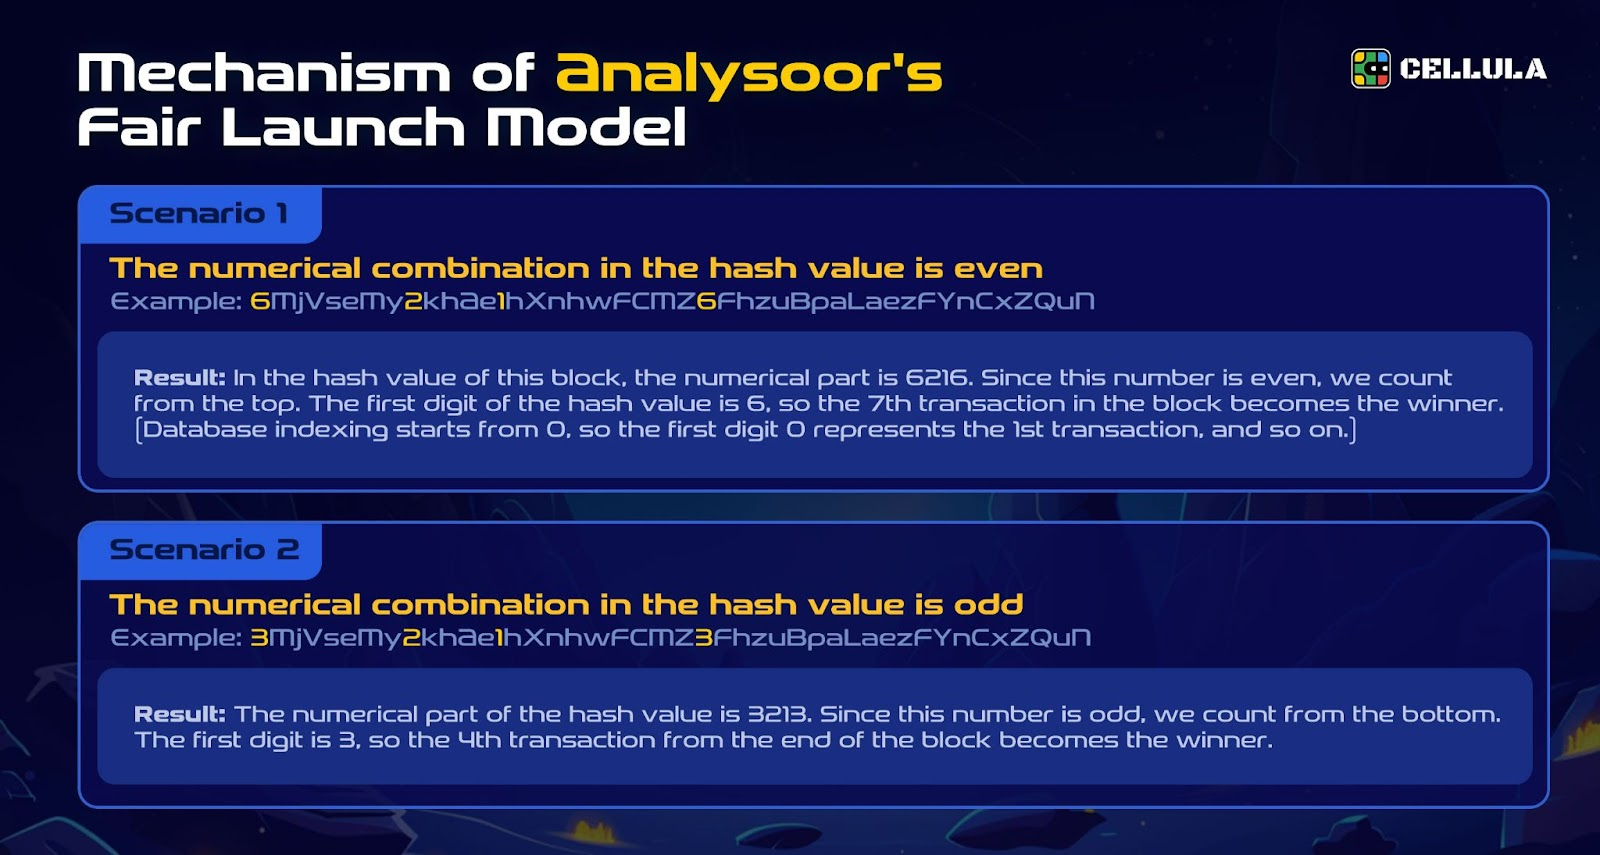 Mechanism of Analysoor's
Fair Launch Model
CELLULA
Scenario 1
The numerical combination in the hash value is even
Example: 6MjVseMy2khAe1hXnhwFCMZ6FhzuBpaLaezFYnCxZQuN
Result: In the hash value of this block, the numerical part is 6216. Since this number is even, we count
from the top. The first digit of the hash value is 6, so the 7th transaction in the block becomes the winner.
(Database indexing starts from 0, so the first digit 0 represents the 1st transaction, and so on.)
Scenario 2
The numerical combination in the hash value is odd
Example: 3MjVseMy2khAe1hXnhwFCMZ3FhzuBpaLaezFYnCxZQuN
Result: The numerical part of the hash value is 3213. Since this number is odd, we count from the bottom.
The first digit is 3, so the 4th transaction from the end of the block becomes the winner.